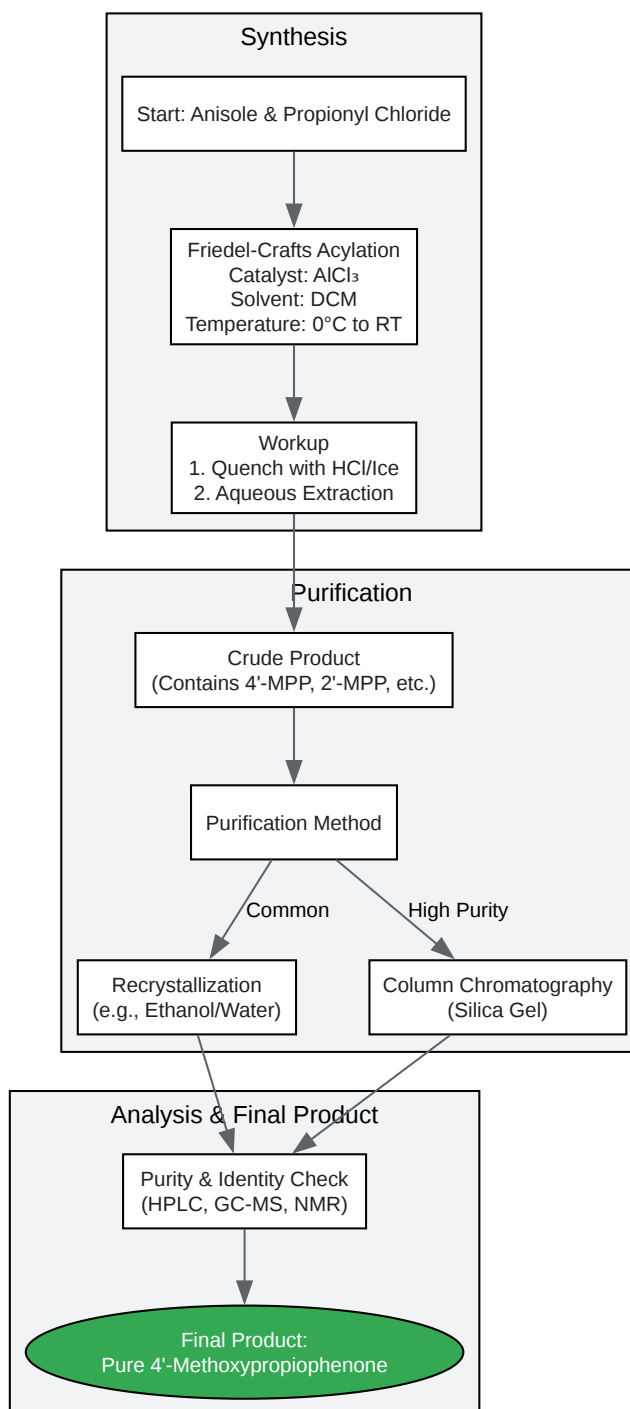 Synthesis
Start: Anisole & Propionyl Chloride
Friedel-Crafts Acylation
Catalyst: AlCl₃
Solvent: DCM
Temperature: 0°C to RT
Workup
1. Quench with HCl/Ice
2. Aqueous Extraction
Purification
Crude Product
(Contains 4'-MPP, 2'-MPP, etc.)
Purification Method
Common
High Purity
Recrystallization
(e.g., Ethanol/Water)
Column Chromatography
(Silica Gel)
Analysis & Final Product
Purity & Identity Check
(HPLC, GC-MS, NMR)
Final Product:
Pure 4'-Methoxypropiophenone